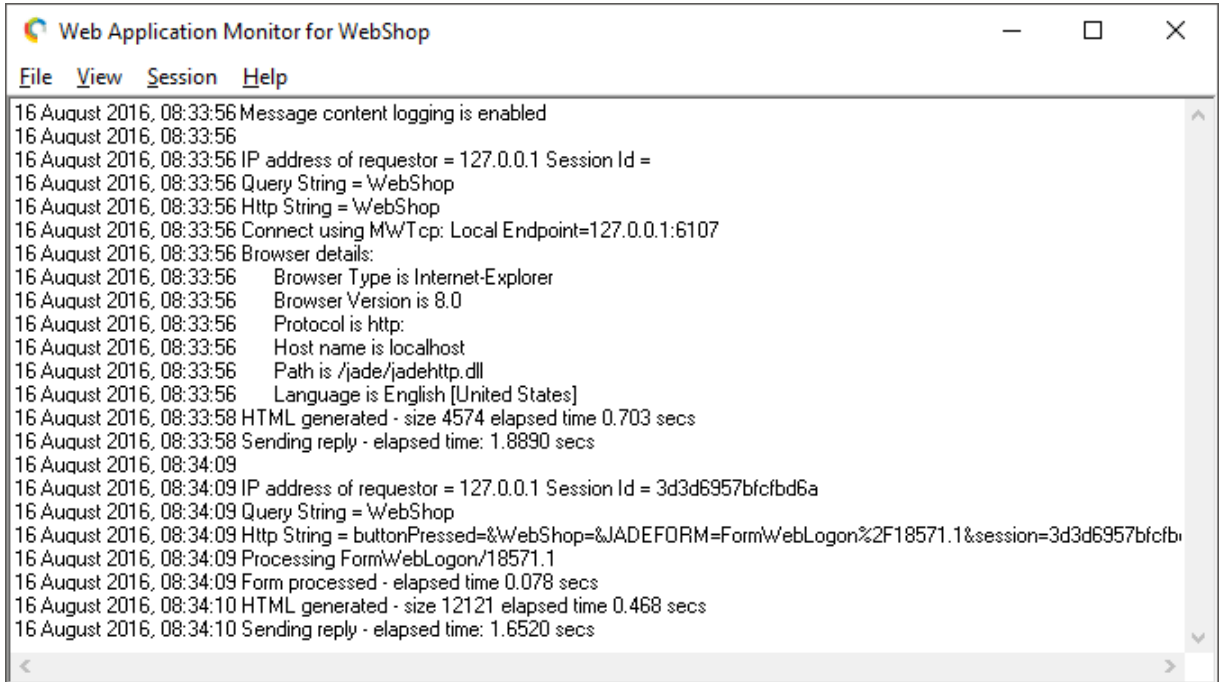 Web Application Monitor for WebShop
File View Session Help
16 August 2016, 08:33:56 Message content logging is enabled
16 August 2016, 08:33:56
16 August 2016, 08:33:56 IP address of requestor = 127.0.0.1 Session Id =
16 August 2016, 08:33:56 Query String = WebShop
16 August 2016, 08:33:56 Http String = WebShop
16 August 2016, 08:33:56 Connect using MWTcp: Local Endpoint=127.0.0.1:6107
16 August 2016, 08:33:56 Browser details:
16 August 2016, 08:33:56 Browser Type is Internet-Explorer
16 August 2016, 08:33:56 Browser Version is 8.0
16 August 2016, 08:33:56 Protocol is http:
16 August 2016, 08:33:56 Host name is localhost
16 August 2016, 08:33:56 Path is /jade/jadehttp.dll
16 August 2016, 08:33:56 Language is English [United States]
16 August 2016, 08:33:58 HTML generated - size 4574 elapsed time 0.703 secs
16 August 2016, 08:33:58 Sending reply - elapsed time: 1.8890 secs
16 August 2016, 08:34:09
16 August 2016, 08:34:09 IP address of requestor = 127.0.0.1 Session Id = 3d3d6957bfcfbd6a
16 August 2016, 08:34:09 Query String = WebShop
16 August 2016, 08:34:09 Http String = buttonPressed=&WebShop=&JADEFORM=FormWebLogon%2F18571.1&session=3d3d6957bfcfb
16 August 2016, 08:34:09 Processing FormWebLogon/18571.1
16 August 2016, 08:34:09 Form processed - elapsed time 0.078 secs
16 August 2016, 08:34:10 HTML generated - size 12121 elapsed time 0.468 secs
16 August 2016, 08:34:10 Sending reply - elapsed time: 1.6520 secs